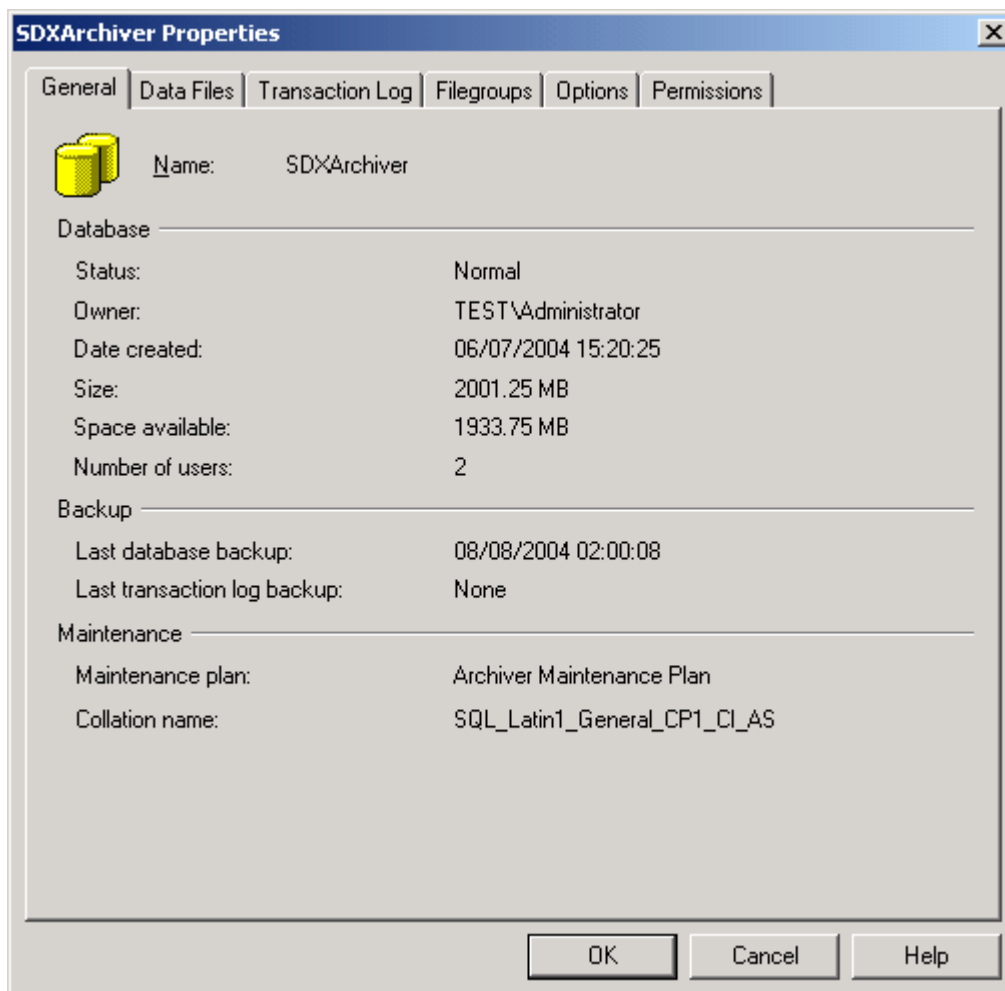 SDXArchiver Properties
General Data Files Transaction Log Filegroups Options Permissions
Name: SDXArchiver
Database
Status: Normal
Owner: TEST\Administrator
Date created: 06/07/2004 15:20:25
Size: 2001.25 MB
Space available: 1933.75 MB
Number of users: 2
Backup
Last database backup: 08/08/2004 02:00:08
Last transaction log backup: None
Maintenance
Maintenance plan: Archiver Maintenance Plan
Collation name: SQL_Latin1_General_CP1_CI_AS
OK Cancel Help